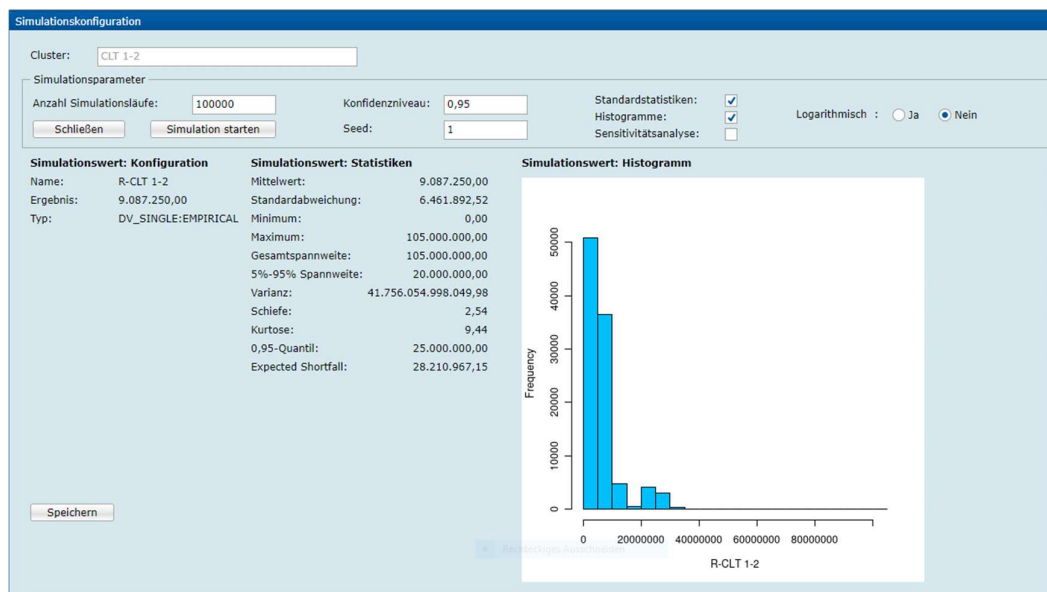 Simulationskonfiguration
Cluster: CLT 1-2
Simulationsparameter
Anzahl Simulationsläufe: 100000 Konfidenzniveau: 0,95 Standardstatistiken: Logarithmisch : Ja Nein
Histogramme:
Schließen Simulation starten Seed: 1 Sensitivitätsanalyse:
Simulationswert: Konfiguration Simulationswert: Statistiken Simulationswert: Histogramm
Name: R-CLT 1-2 Mittelwert: 9.087.250,00
Ergebnis: 9.087.250,00 Standardabweichung: 6.461.892,52
Typ: DV_SINGLE:EMPIRICAL Minimum: 0,00
Maximum: 105.000.000,00
Gesamtspannweite: 105.000.000,00
5%-95% Spannweite: 20.000.000,00
Varianz: 41.756.054.998.049,98
Schiefe: 2,54
Kurtose: 9,44
0,95-Quantil: 25.000.000,00
Expected Shortfall: 28.210.967,15
Frequency
50000
40000
30000
20000
10000
0
0 20000000 40000000 60000000 80000000
R-CLT 1-2
Speichern
Rechteckiges Ausschneiden